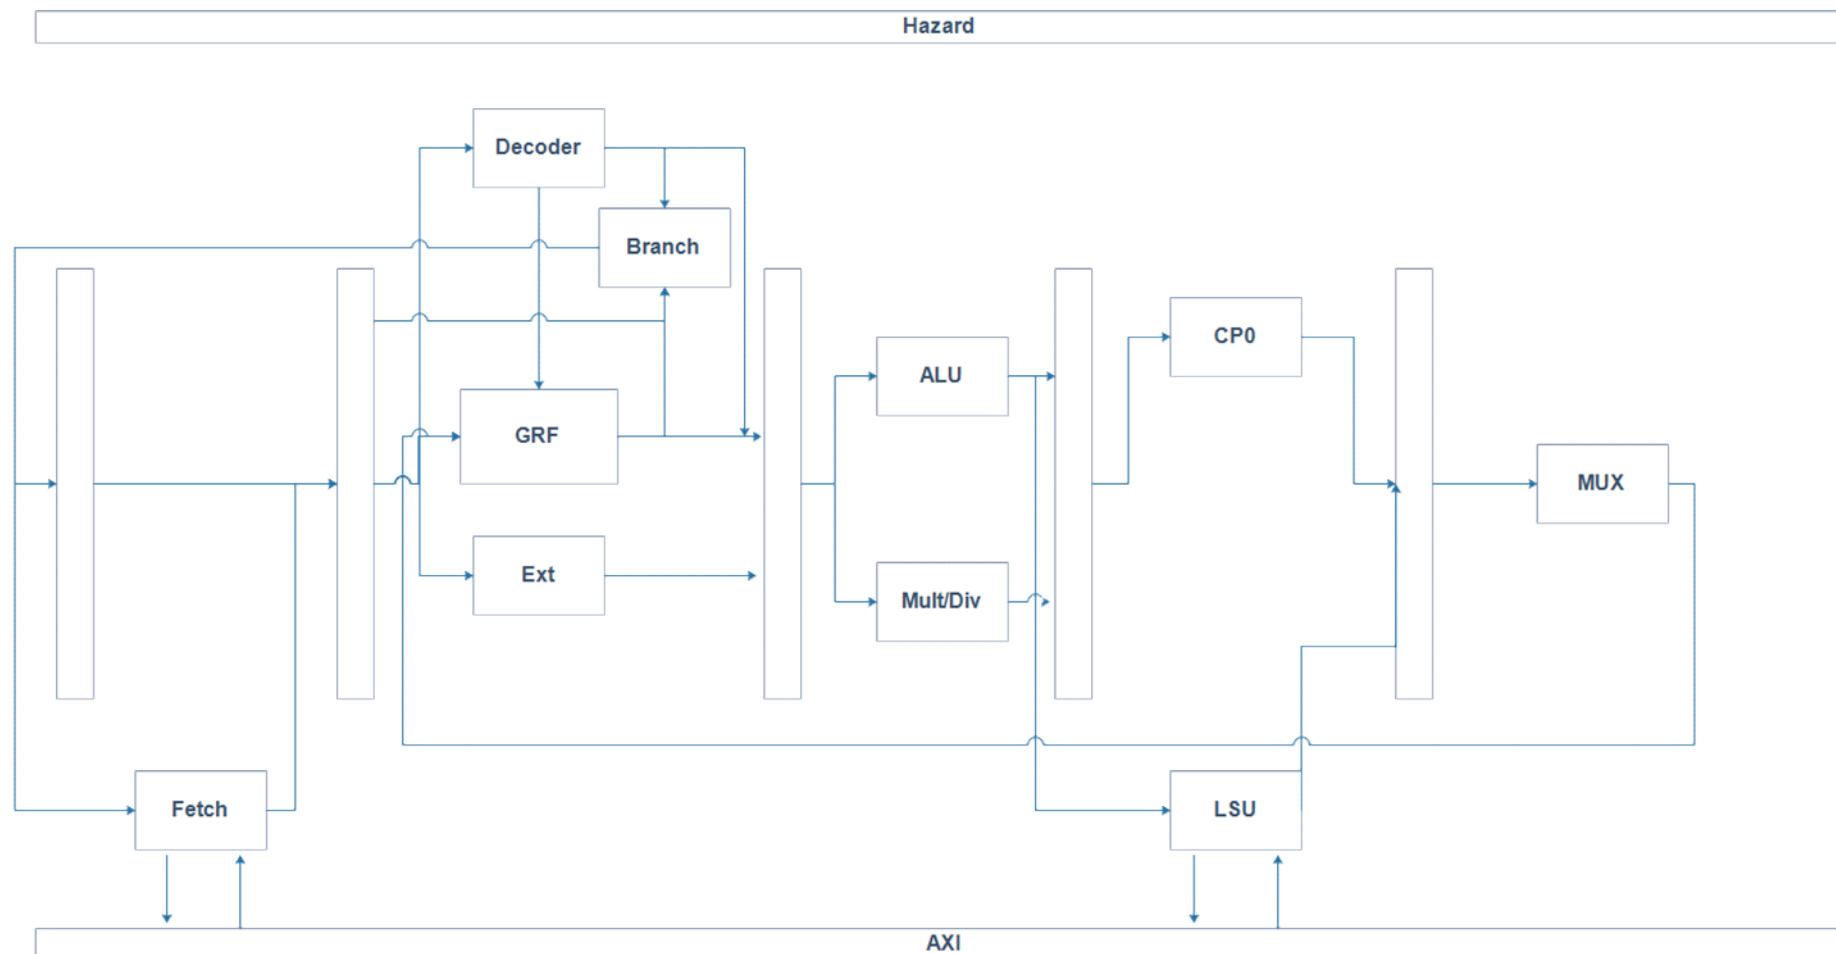 Hazard
Decoder
Branch
CP0
ALU
GRF
MUX
Ext
Mult/Div
Fetch
LSU
AXI